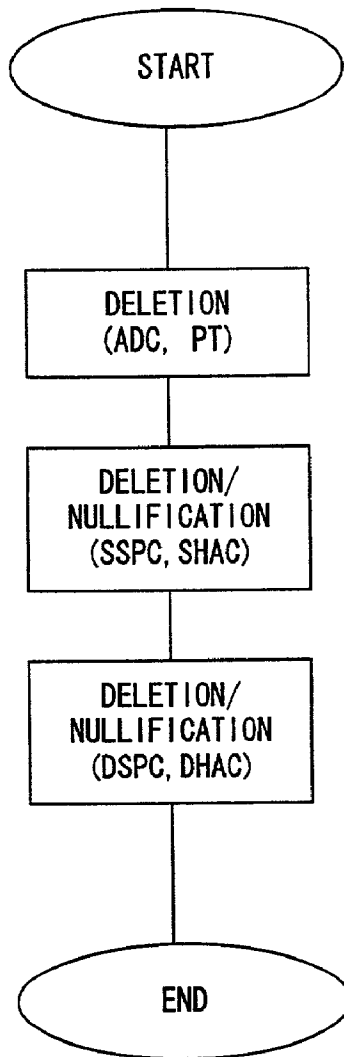 START
DELETION
(ADC, PT)
DELETION/
NULLIFICATION
(SSPC, SHAC)
DELETION/
NULLIFICATION
(DSPC, DHAC)
END